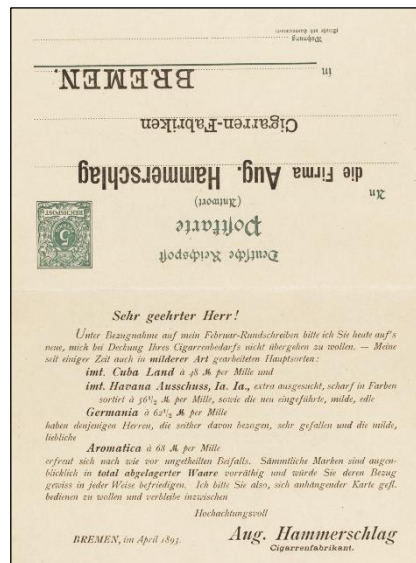 Deutsche Reichspost
Postkarte
(Antwort)
An
die Firma Aug. Hammerschlag
Cigarren-Fabriken
in BREMEN.
Wohnung
(Straße und Hausnummer)
REICHSPOST
5
Sehr geehrter Herr!
Unter Bezugnahme auf mein Februar-Rundschreiben bitte ich Sie heute auf's
neue, mich bei Deckung Ihres Cigarrenbedarfs nicht übergehen zu wollen. — Meine
seit einiger Zeit auch in milderer Art gearbeiteten Hauptsorten:
imt. Cuba Land à 48 M. per Mille und
imt. Havana Ausschuss, Ia. Ia., extra ausgesucht, scharf in Farben
sortirt à 56½ M. per Mille, sowie die neu eingeführte, milde, edle
Germania à 62½ M. per Mille
haben denjenigen Herren, die seither davon bezogen, sehr gefallen und die milde,
liebliche
Aromatica à 68 M. per Mille
erfreut sich nach wie vor ungetheilten Beifalls. Sämmtliche Marken sind augen-
blicklich in total abgelagerter Waare vorräthig und würde Sie deren Bezug
gewiss in jeder Weise befriedigen. Ich bitte Sie also, sich anhängender Karte gefl.
bedienen zu wollen und verbleibe inzwischen
Hochachtungsvoll
BREMEN, im April 1893. Aug. Hammerschlag
Cigarrenfabrikant.